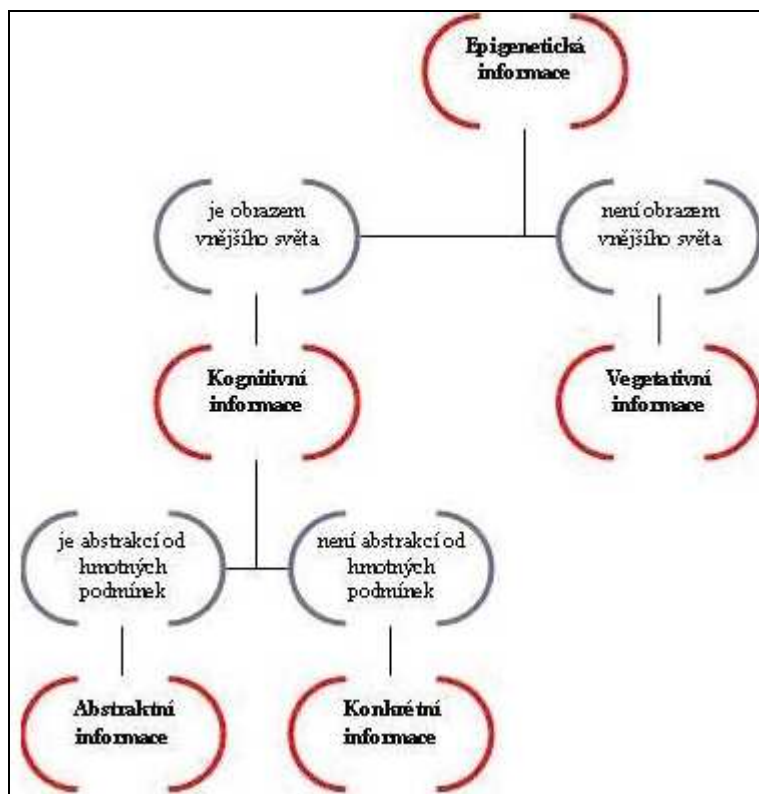 Epigenetická
informace
je obrazem
vnějšího světa
není obrazem
vnějšího světa
Kognitivní
informace
Vegetativní
informace
je abstrakcí od
hmotných
podmínek
není abstrakcí od
hmotných
podmínek
Abstraktní
informace
Konkrétní
informace